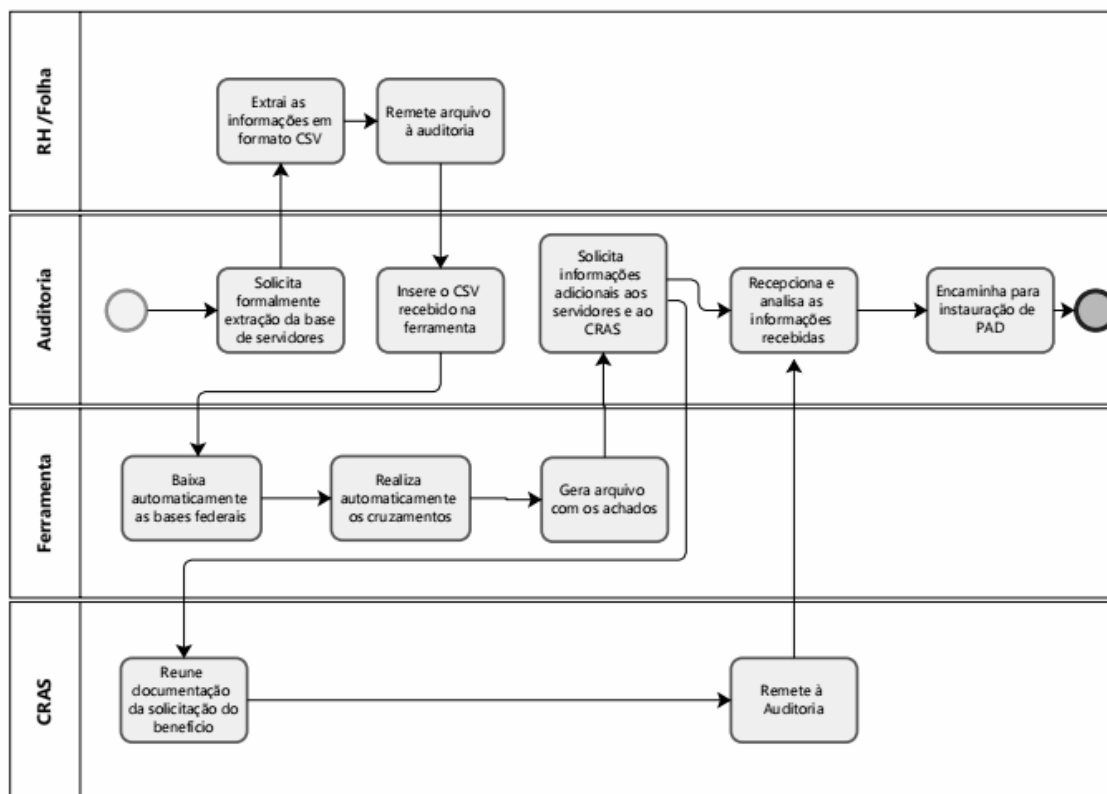 RH /Folha
Extrai as
informações em
formato CSV
Remete arquivo
à auditoria
Auditoria
Solicita
formalmente
extração da base
de servidores
Insere o CSV
recebido na
ferramenta
Solicita
informações
adicionais aos
servidores e ao
CRAS
Recepciona e
analisa as
informações
recebidas
Encaminha para
instauração de
PAD
Ferramenta
Baixa
automaticamente
as bases federais
Realiza
automaticamente
os cruzamentos
Gera arquivo
com os achados
CRAS
Reune
documentação
da solicitação do
benefício
Remete à
Auditoria